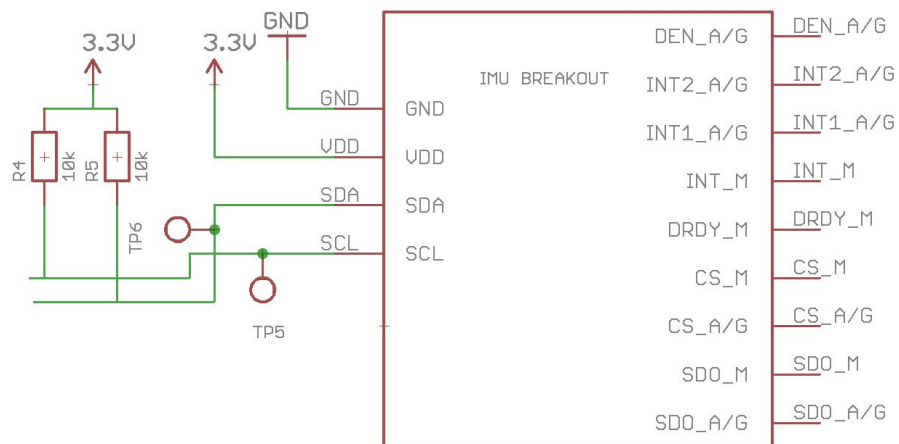 GND
3.3V
3.3V
R4
10k
R5
10k
GND
VDD
SDA
SCL
TP6
TP5
IMU BREAKOUT
GND
VDD
SDA
SCL
DEN_A/G
INT2_A/G
INT1_A/G
INT_M
DRDY_M
CS_M
CS_A/G
SDO_M
SDO_A/G
DEN_A/G
INT2_A/G
INT1_A/G
INT_M
DRDY_M
CS_M
CS_A/G
SDO_M
SDO_A/G